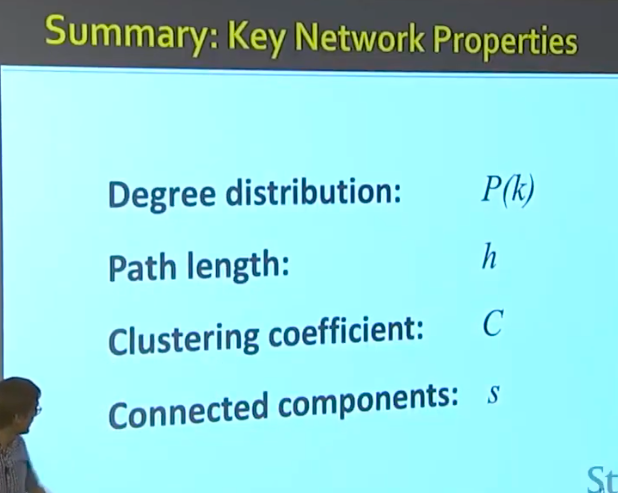 Summary: Key Network Properties
Degree distribution: P(k)
Path length: h
Clustering coefficient: C
Connected components: s
St